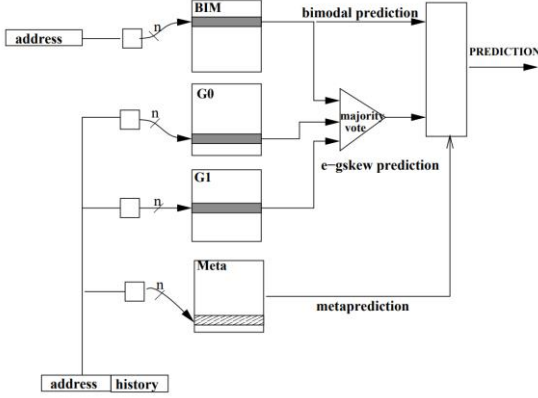 BIM
n
bimodal prediction
address
PREDICTION
G0
n
majority
vote
e-gskew prediction
G1
n
Meta
n
metaprediction
address history